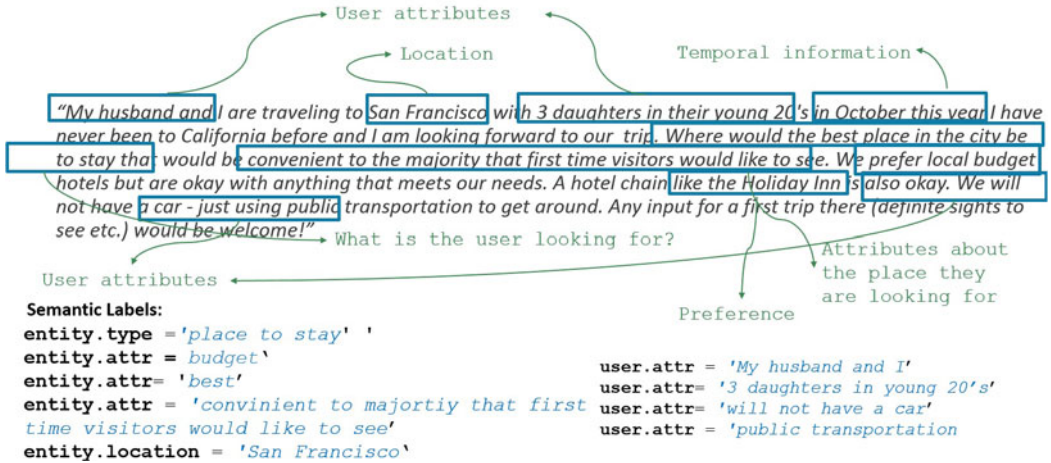 User attributes
Location
Temporal information
“My husband and I are traveling to San Francisco with 3 daughters in their young 20's in October this year I have
never been to California before and I am looking forward to our trip. Where would the best place in the city be
to stay that would be convenient to the majority that first time visitors would like to see. We prefer local budget
hotels but are okay with anything that meets our needs. A hotel chain like the Holiday Inn is also okay. We will
not have a car - just using public transportation to get around. Any input for a first trip there (definite sights to
see etc.) would be welcome!”
What is the user looking for?
User attributes
Attributes about
the place they
are looking for
Preference
Semantic Labels:
entity.type ='place to stay' '
entity.attr = budget‛
entity.attr= 'best’
entity.attr = 'convinient to majortiy that first
time visitors would like to see’
entity.location = 'San Francisco‛
user.attr = 'My husband and I’
user.attr= '3 daughters in young 20’s’
user.attr= 'will not have a car’
user.attr = 'public transportation